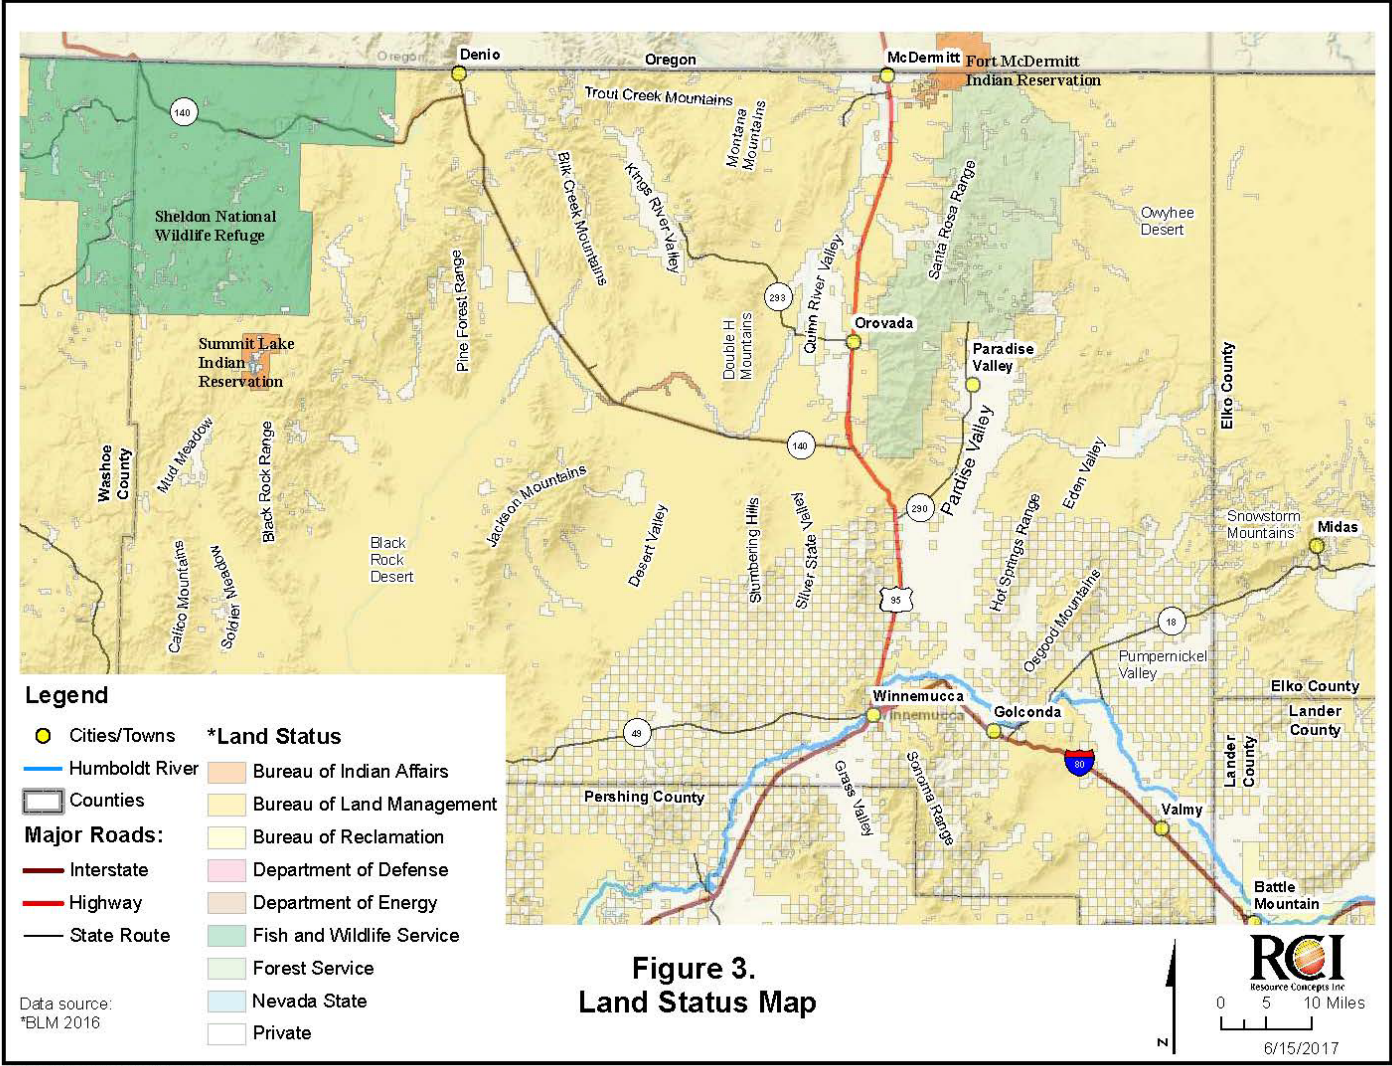 Oregon
Denio
Oregon
McDermitt
Fort McDermitt
Indian Reservation
Trout Creek Mountains
Montana
Mountains
140
Bilk Creek Mountains
Kings River Valley
Santa Rosa Range
Owyhee
Desert
Sheldon National
Wildlife Refuge
Pine Forest Range
293
Quinn River Valley
Double H
Mountains
Orovada
Summit Lake
Indian
Reservation
Paradise
Valley
Elko County
Washoe
County
Mud Meadow
Black Rock Range
140
Pardise Valley
Eden Valley
Jackson Mountains
290
Desert Valley
Slumbering Hills
Silver State Valley
Hot Springs Range
Snowstorm
Mountains
Midas
Black
Rock
Desert
Calico Mountains
Soldier Meadow
95
Osgood Mountains
18
Pumpernickel
Valley
Elko County
Lander
County
Lander
County
Winnemucca
Winnemucca
Golconda
49
80
Grass Valley
Sonoma Range
Pershing County
Valmy
Battle
Mountain
Legend
Cities/Towns
Humboldt River
Counties
Major Roads:
Interstate
Highway
State Route
*Land Status
Bureau of Indian Affairs
Bureau of Land Management
Bureau of Reclamation
Department of Defense
Department of Energy
Fish and Wildlife Service
Forest Service
Nevada State
Private
Data source:
*BLM 2016
Figure 3.
Land Status Map
N
RCI
Resource Concepts Inc
0 5 10 Miles
6/15/2017